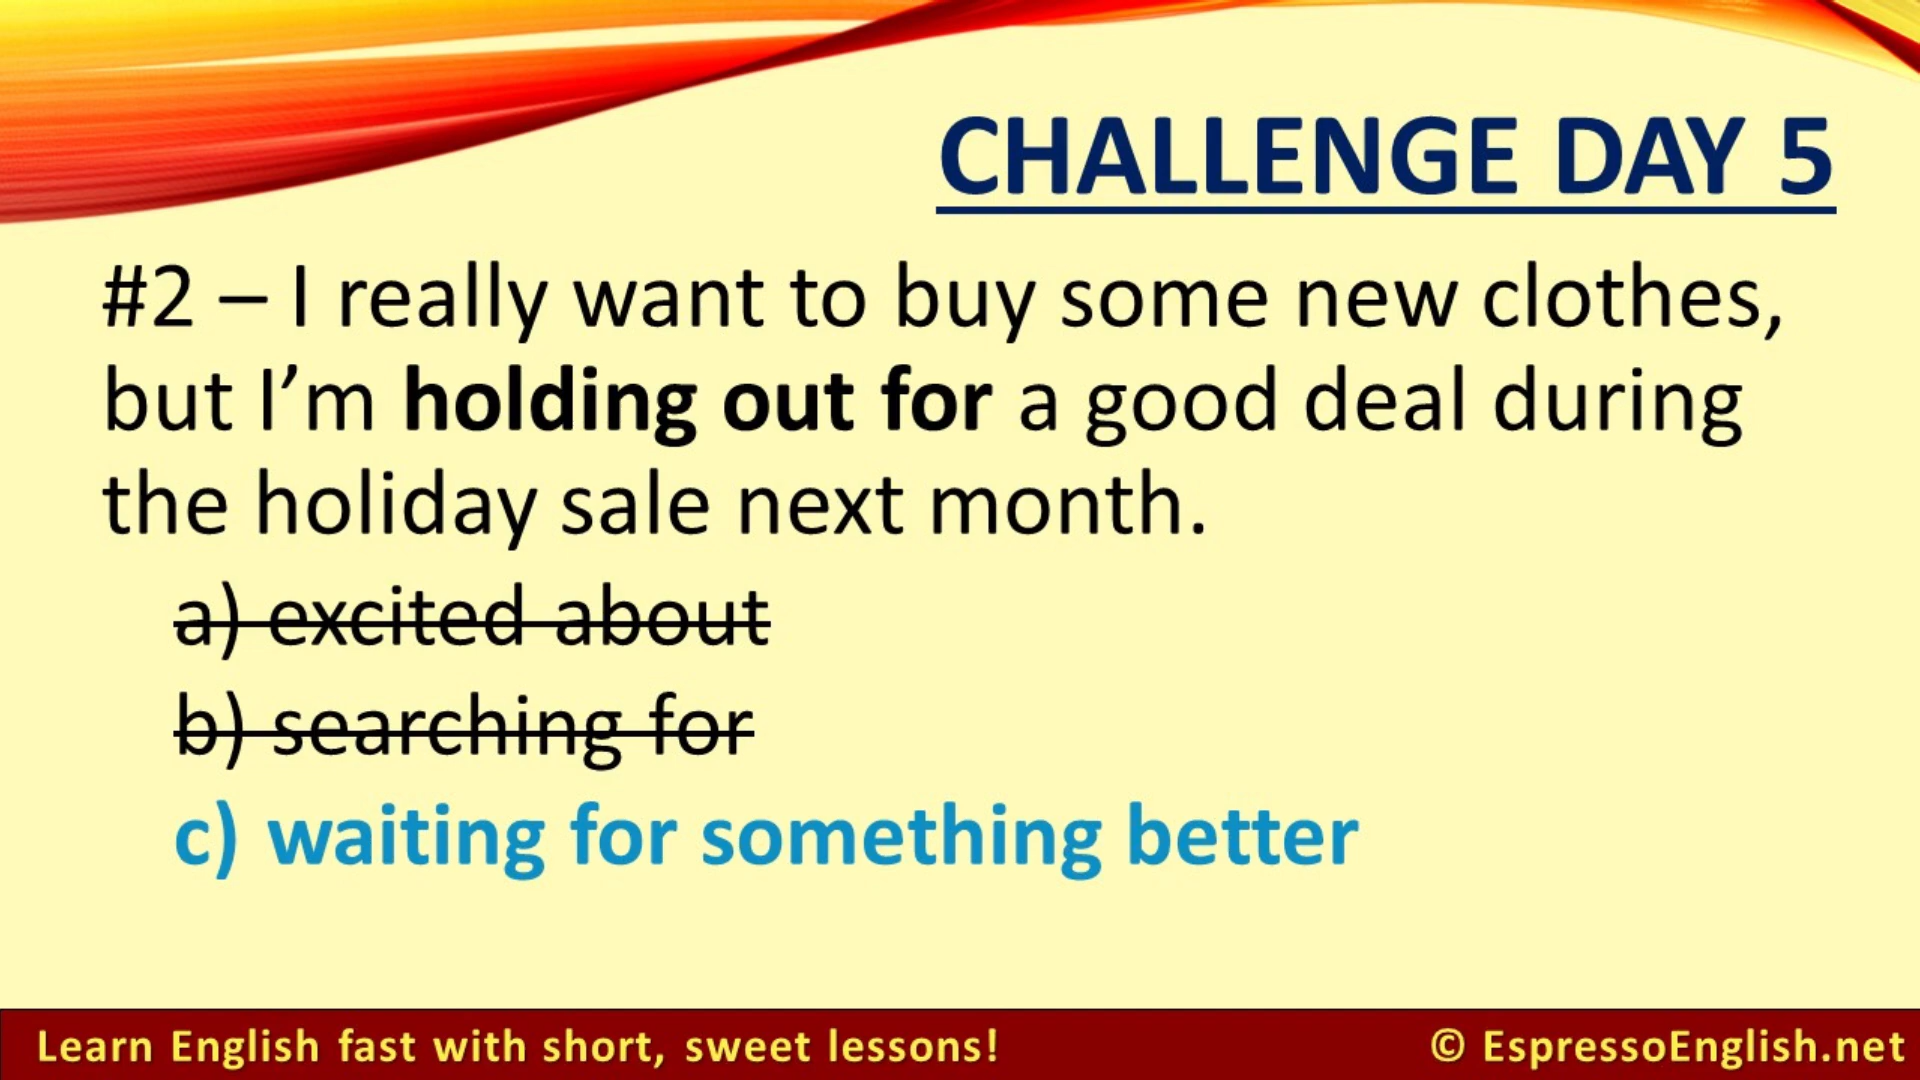 CHALLENGE DAY 5
#2 – I really want to buy some new clothes,
but I’m holding out for a good deal during
the holiday sale next month.
a) excited about
b) searching for
c) waiting for something better
Learn English fast with short, sweet lessons!
© EspressoEnglish.net